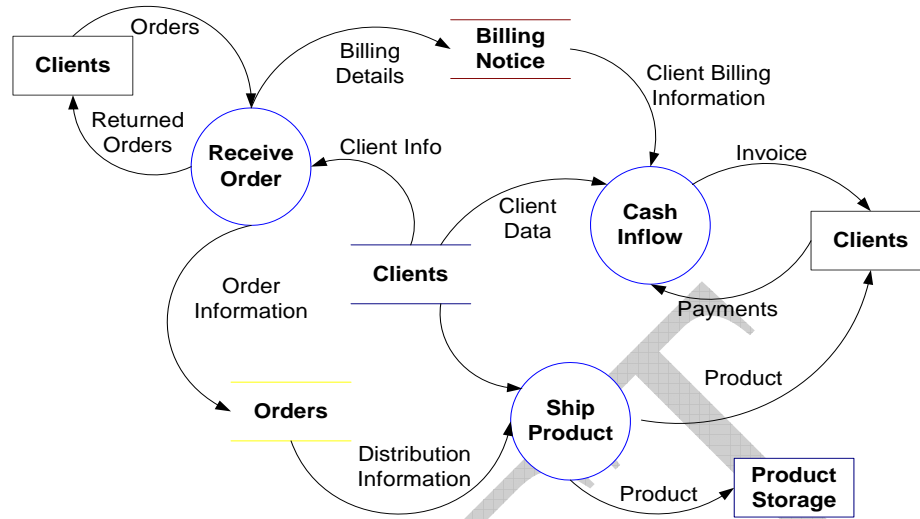 Orders
Clients
Returned
Orders
Receive
Order
Billing
Details
Billing
Notice
Client Billing
Information
Client Info
Client
Data
Cash
Inflow
Invoice
Clients
Payments
Clients
Order
Information
Orders
Distribution
Information
Ship
Product
Product
Product
Product
Storage